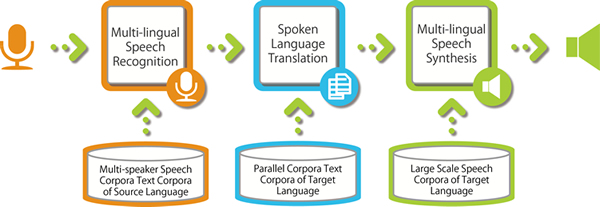 Multi-lingual
Speech
Recognition
Spoken
Language
Translation
Multi-lingual
Speech
Synthesis
Multi-speaker Speech
Corpora Text Corpora
of Source Language
Parallel Corpora Text
Corpora of Target
Language
Large Scale Speech
Corpora of Target
Language